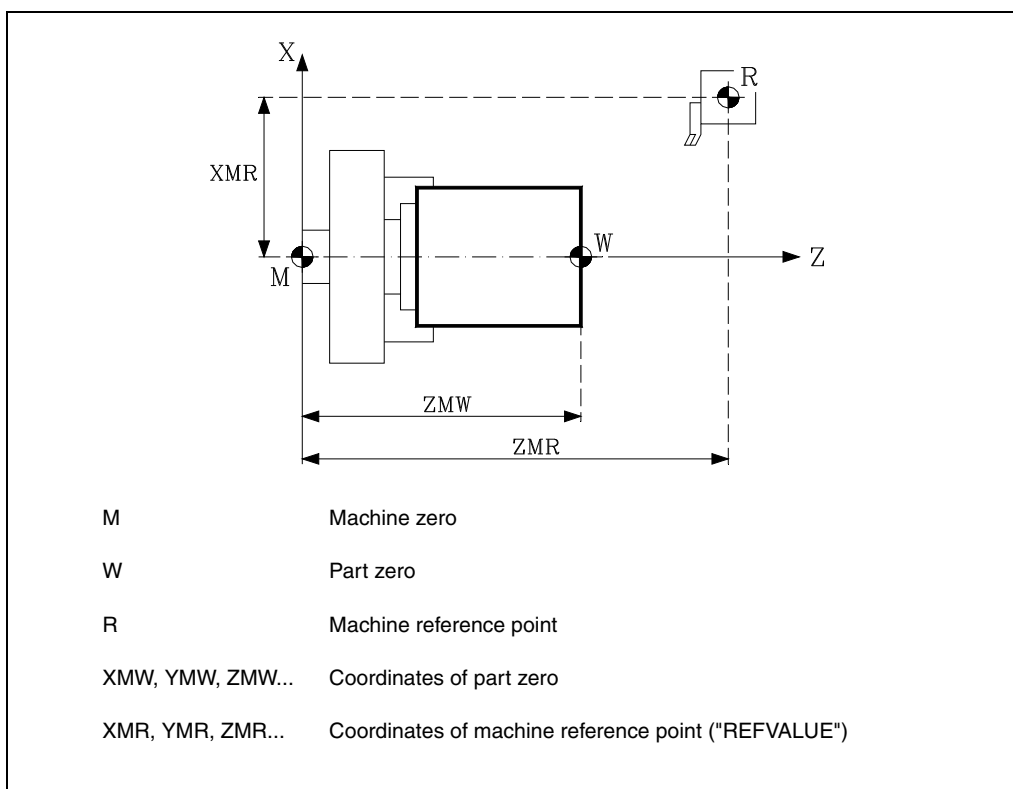 X
R
XMR
W
Z
M
ZMW
ZMR
M Machine zero
W Part zero
R Machine reference point
XMW, YMW, ZMW... Coordinates of part zero
XMR, YMR, ZMR... Coordinates of machine reference point ("REFVALUE")